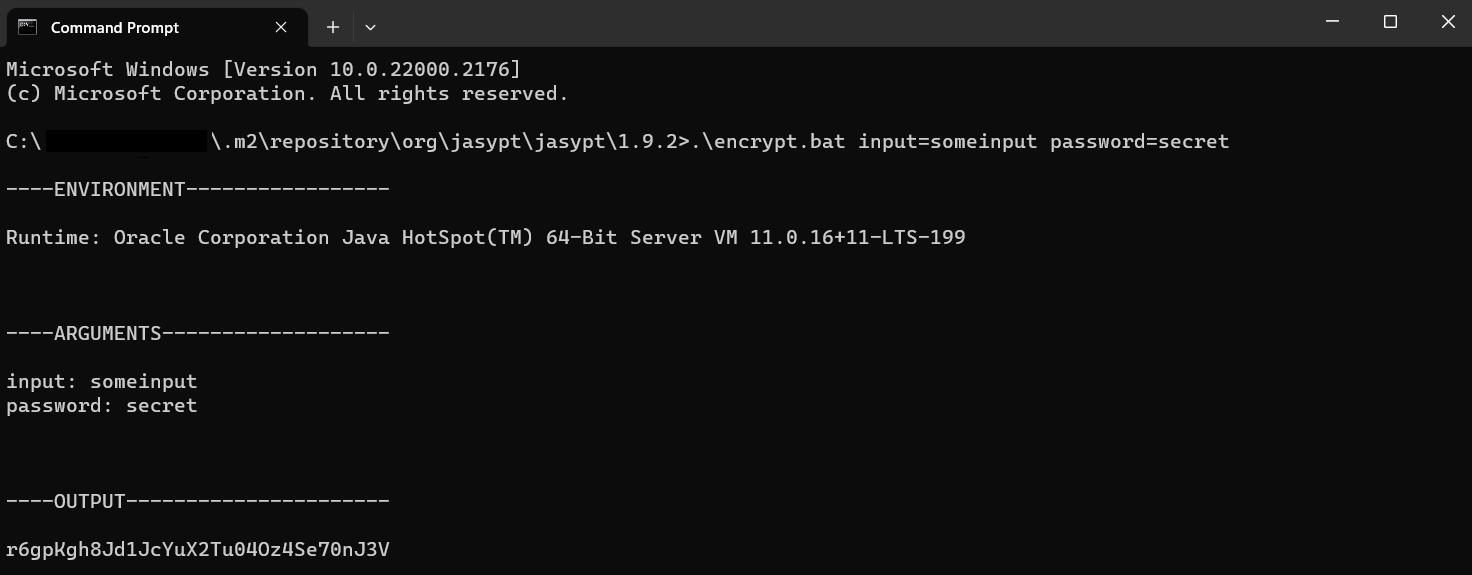 Command Prompt
Microsoft Windows [Version 10.0.22000.2176]
(c) Microsoft Corporation. All rights reserved.
C:\ \.m2\repository\org\jasypt\jasypt\1.9.2>.\encrypt.bat input=someinput password=secret
----ENVIRONMENT-----------------
Runtime: Oracle Corporation Java HotSpot(TM) 64-Bit Server VM 11.0.16+11-LTS-199
----ARGUMENTS-------------------
input: someinput
password: secret
----OUTPUT----------------------
r6gpKgh8Jd1JcYuX2Tu04Oz4Se70nJ3V